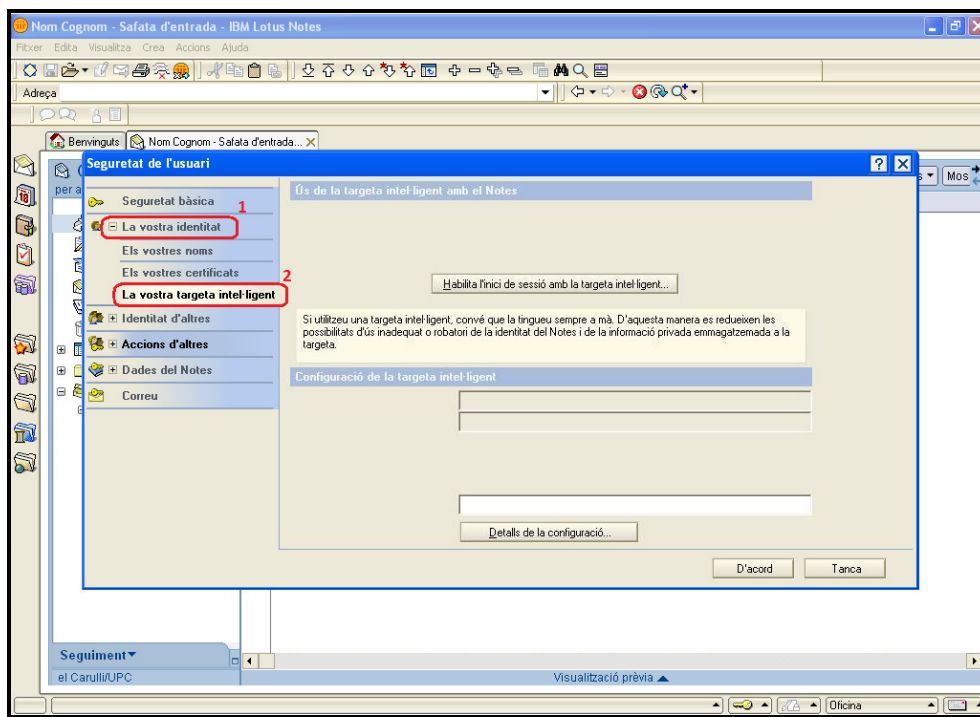 Nom Cognom - Safata d'entrada - IBM Lotus Notes
Fitxer Edita Visualitza Crea Accions Ajuda
Adreça
Benvinguts Nom Cognom - Safata d'entrada...
Seguretat de l'usuari
Mos
per a
Seguretat bàsica
1
La vostra identitat
Els vostres noms
Els vostres certificats
2
La vostra targeta intel·ligent
Identitat d'altres
Accions d'altres
Dades del Notes
Correu
Ús de la targeta intel·ligent amb el Notes
Habilita l'inici de sessió amb la targeta intel·ligent...
Si utilitzeu una targeta intel·ligent, convé que la tingueu sempre a mà. D'aquesta manera es redueixen les
possibilitats d'ús inadequat o robatori de la identitat del Notes i de la informació privada emmagatzemada a la
targeta.
Configuració de la targeta intel·ligent
Detalls de la configuració...
D'acord Tanca
Seguiment
el Carulli/UPC
Visualització prèvia
Oficina